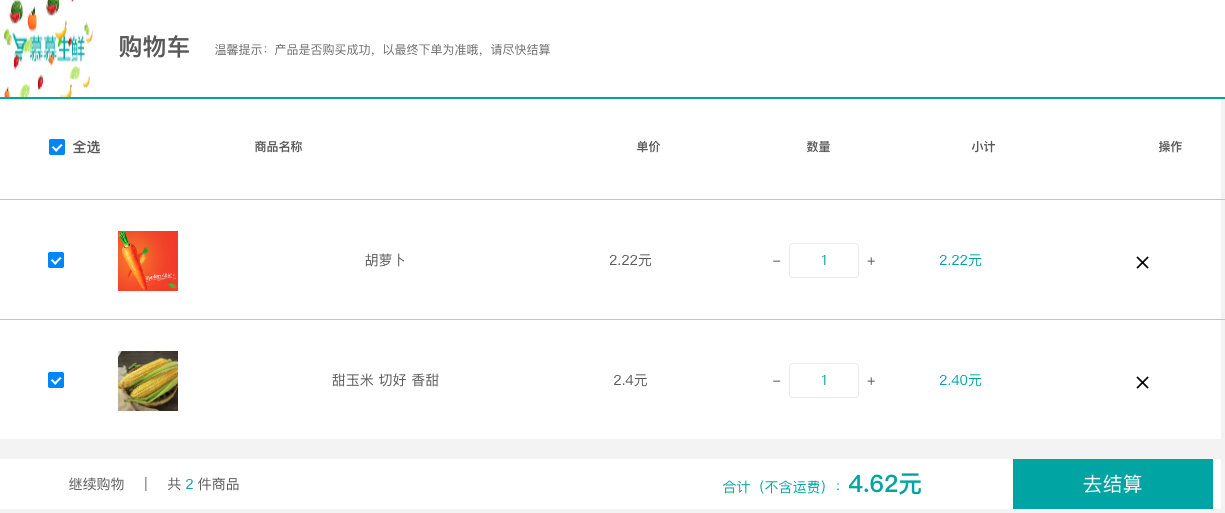 慕慕生鲜
购物车 温馨提示：产品是否购买成功，以最终下单为准哦，请尽快结算
全选 商品名称 单价 数量 小计 操作
胡萝卜 2.22元 − 1 + 2.22元 ×
甜玉米 切好 香甜 2.4元 − 1 + 2.40元 ×
继续购物 | 共 2 件商品 合计（不含运费）: 4.62元 去结算